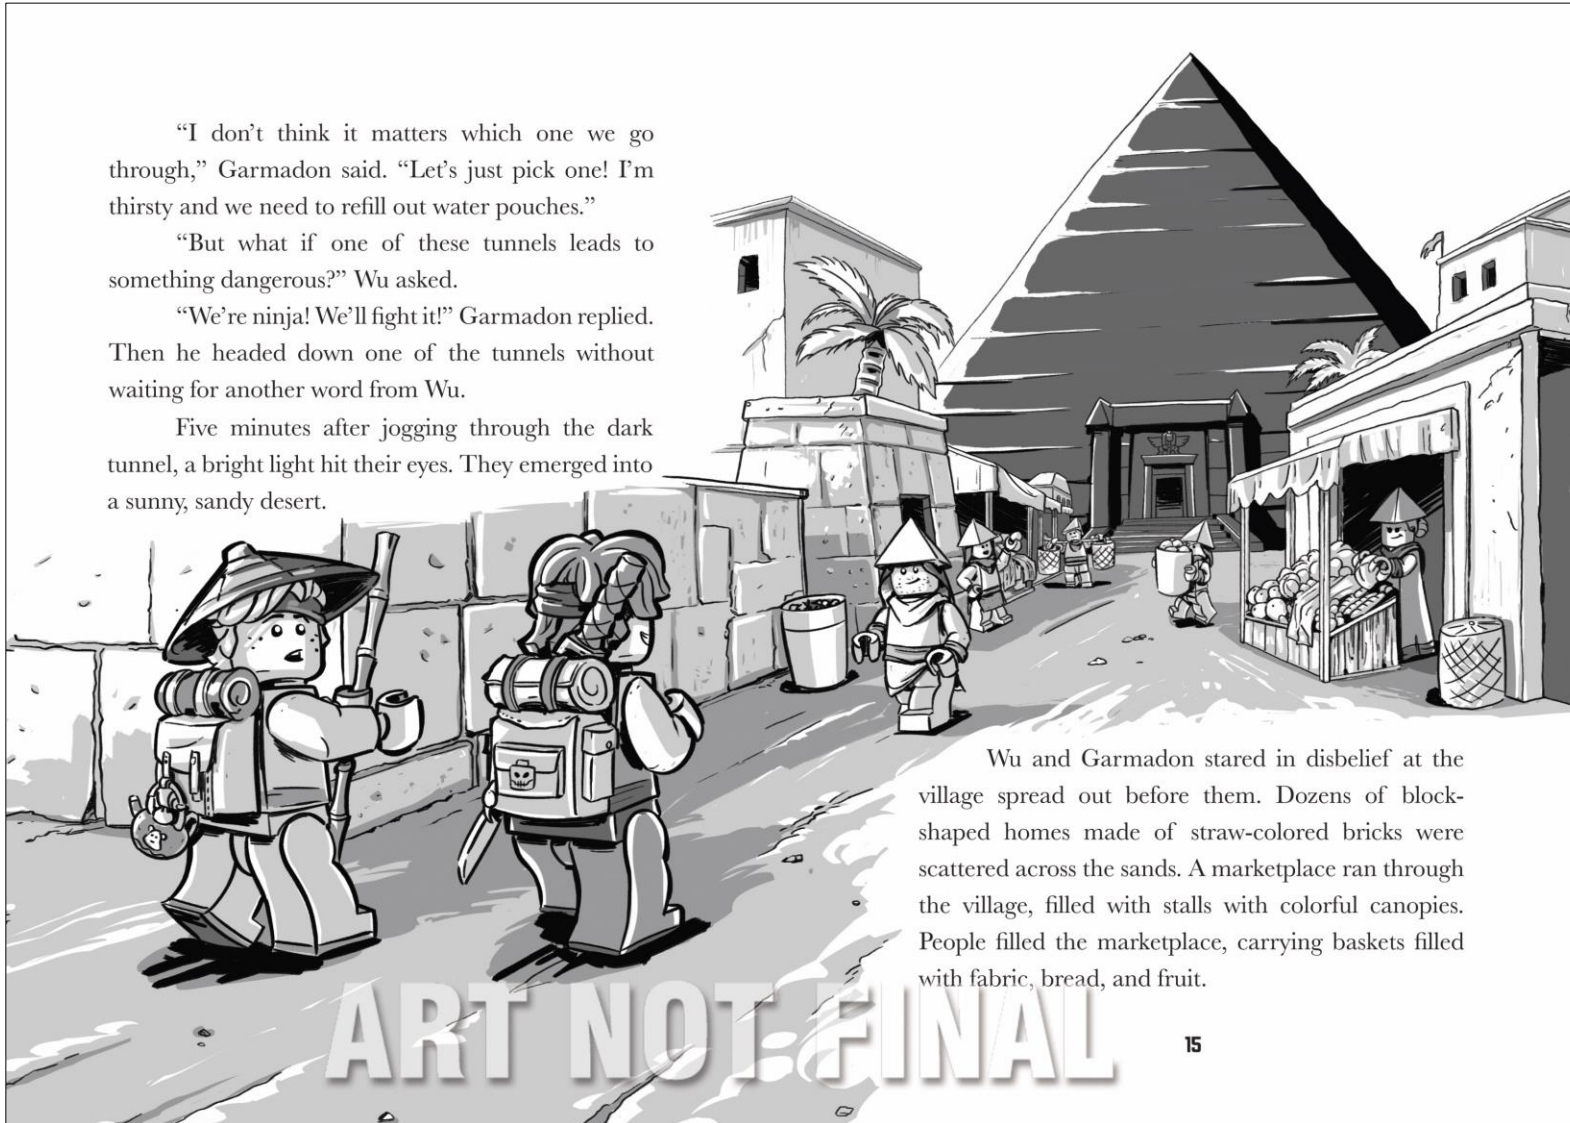 “I don’t think it matters which one we go
through,” Garmadon said. “Let’s just pick one! I’m
thirsty and we need to refill out water pouches.”
“But what if one of these tunnels leads to
something dangerous?” Wu asked.
“We’re ninja! We’ll fight it!” Garmadon replied.
Then he headed down one of the tunnels without
waiting for another word from Wu.
Five minutes after jogging through the dark
tunnel, a bright light hit their eyes. They emerged into
a sunny, sandy desert.
Wu and Garmadon stared in disbelief at the
village spread out before them. Dozens of block-
shaped homes made of straw-colored bricks were
scattered across the sands. A marketplace ran through
the village, filled with stalls with colorful canopies.
People filled the marketplace, carrying baskets filled
with fabric, bread, and fruit.
ART NOT FINAL
15